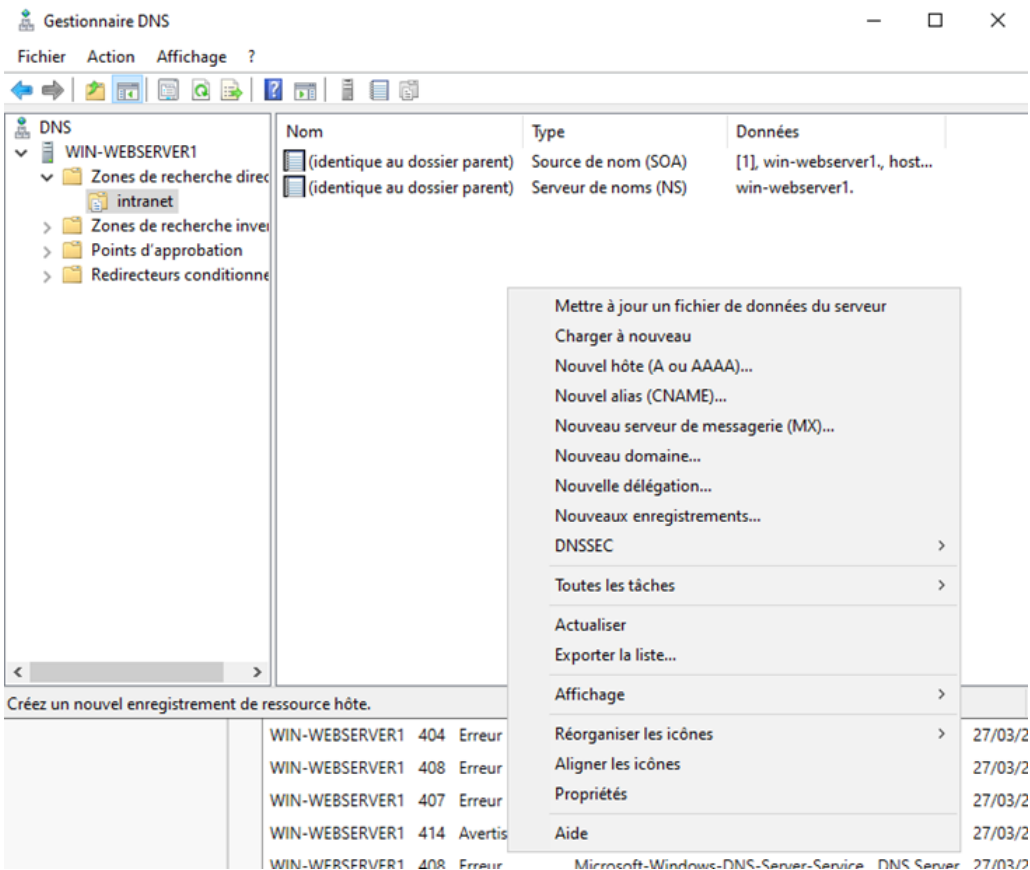 Gestionnaire DNS
Fichier Action Affichage ?
DNS
WIN-WEBSERVER1
Zones de recherche direc
intranet
Zones de recherche inver
Points d'approbation
Redirecteurs conditionne
Nom Type Données
(identique au dossier parent) Source de nom (SOA) [1], win-webserver1., host...
(identique au dossier parent) Serveur de noms (NS) win-webserver1.
Mettre à jour un fichier de données du serveur
Charger à nouveau
Nouvel hôte (A ou AAAA)...
Nouvel alias (CNAME)...
Nouveau serveur de messagerie (MX)...
Nouveau domaine...
Nouvelle délégation...
Nouveaux enregistrements...
DNSSEC
Toutes les tâches
Actualiser
Exporter la liste...
Affichage
Réorganiser les icônes
Aligner les icônes
Propriétés
Aide
Créez un nouvel enregistrement de ressource hôte.
WIN-WEBSERVER1 404 Erreur 27/03/2
WIN-WEBSERVER1 408 Erreur 27/03/2
WIN-WEBSERVER1 407 Erreur 27/03/2
WIN-WEBSERVER1 414 Avertis 27/03/2
WIN-WEBSERVER1 408 Erreur Microsoft-Windows-DNS-Server-Service DNS Server 27/03/2